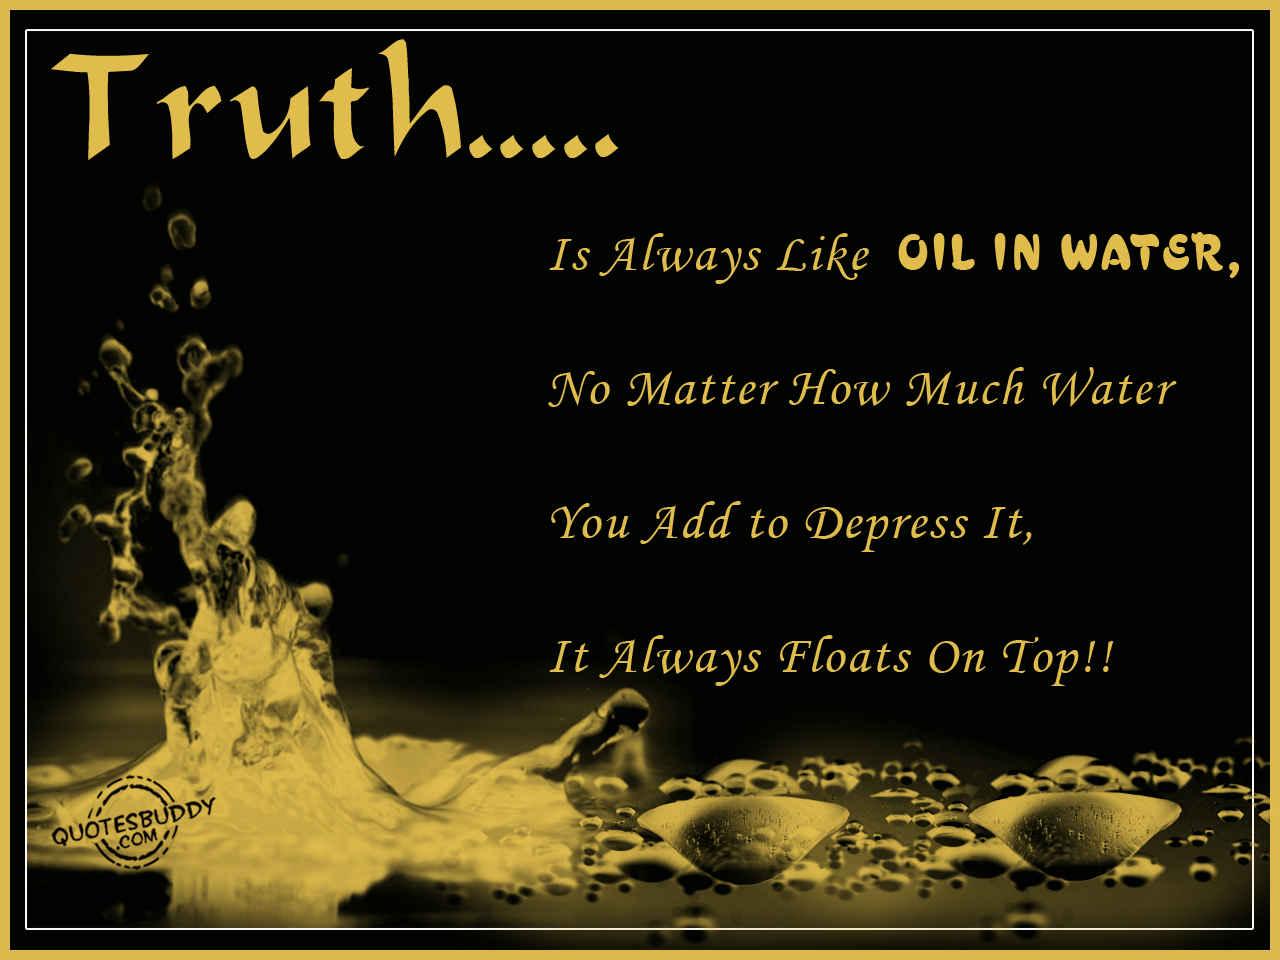 Truth.....
Is Always Like OIL IN WATER,
No Matter How Much Water
You Add to Depress It,
It Always Floats On Top!!
QUOTESBUDDY
.COM